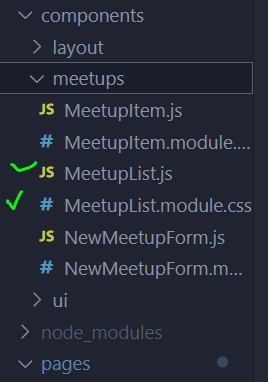 components
layout
meetups
JS MeetupItem.js
# MeetupItem.module....
JS MeetupList.js
# MeetupList.module.css
JS NewMeetupForm.js
# NewMeetupForm.m...
ui
node_modules
pages